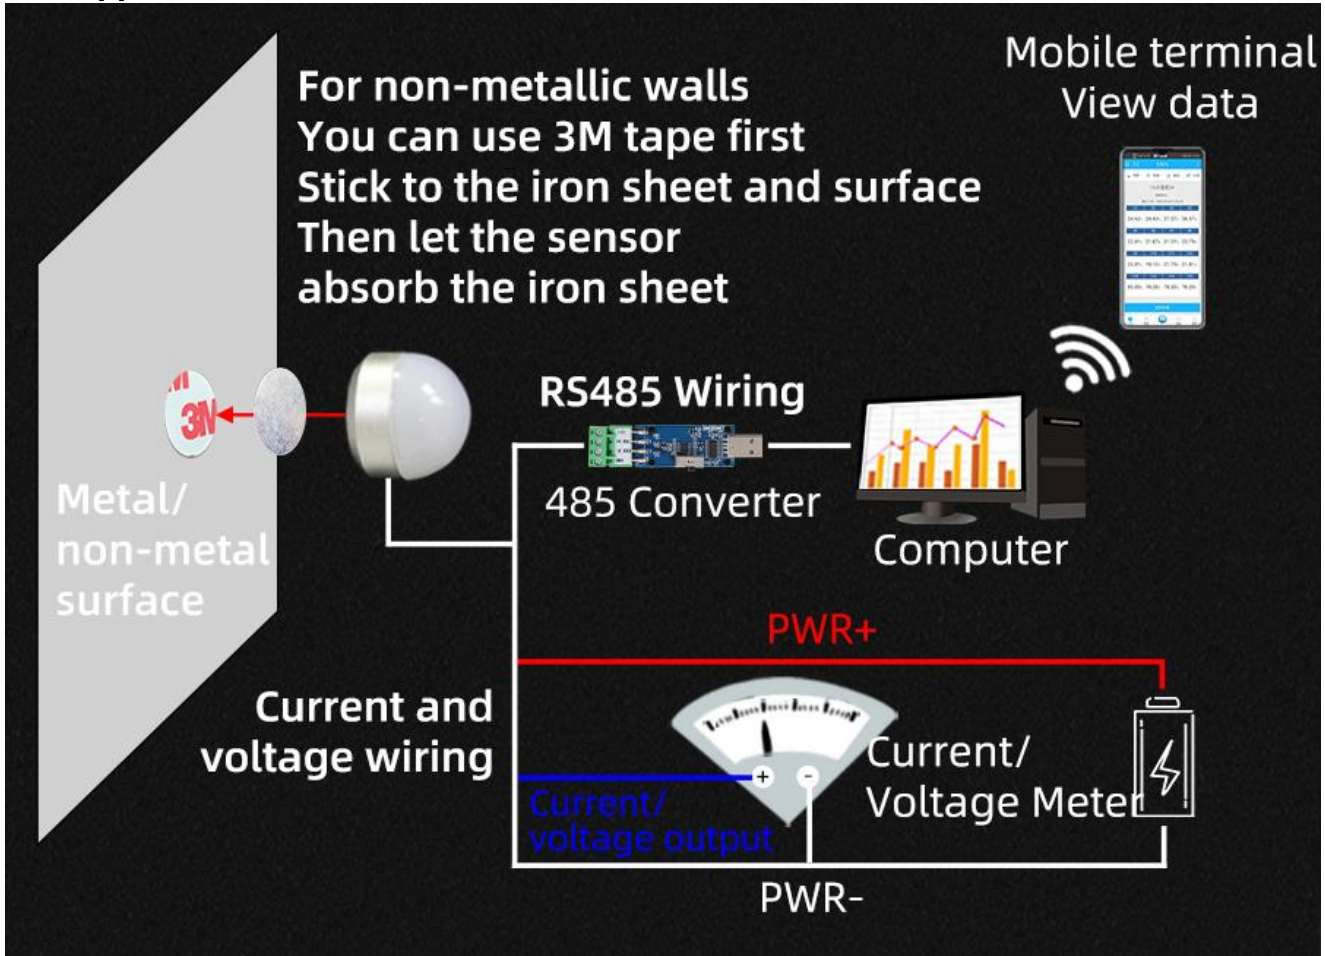 For non-metallic walls
You can use 3M tape first
Stick to the iron sheet and surface
Then let the sensor
absorb the iron sheet
Mobile terminal
View data
3M
RS485 Wiring
485 Converter
Computer
Metal/
non-metal
surface
PWR+
Current and
voltage wiring
Current/
Voltage Meter
+
-
Current/
voltage output
PWR-